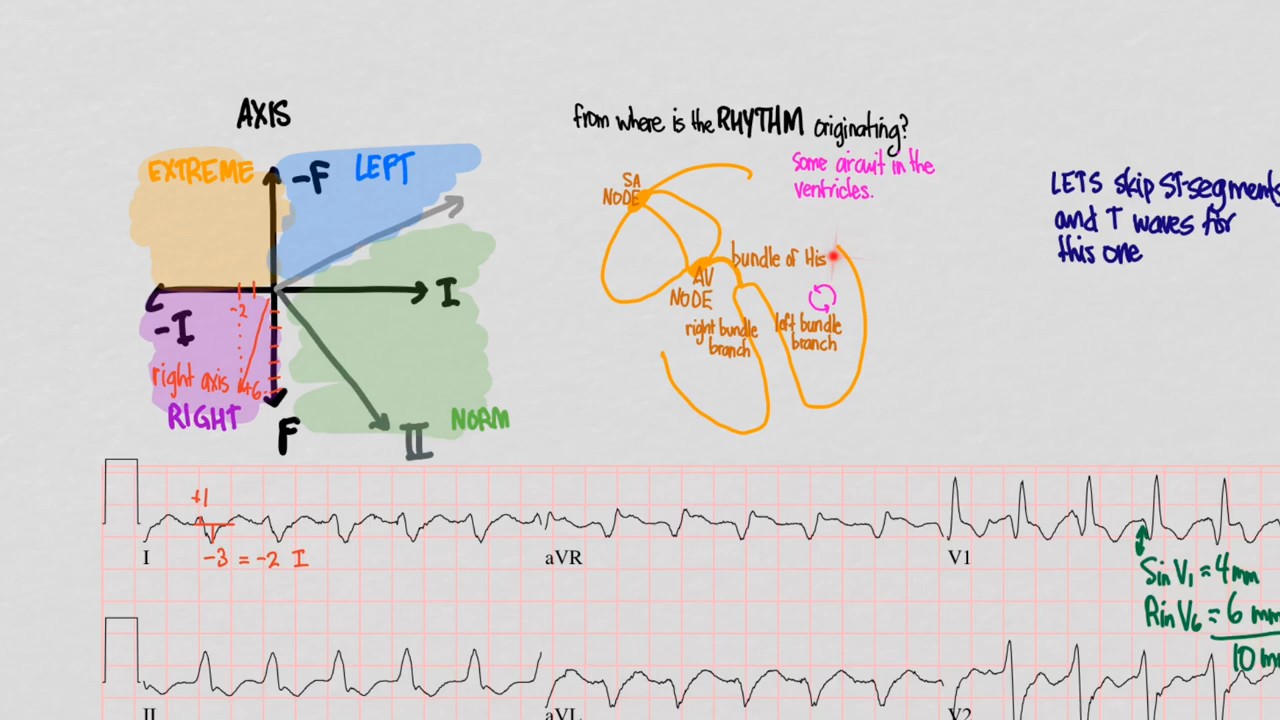 AXIS
EXTREME
-F
LEFT
I
-2
-I
right axis
+6
RIGHT
F
II
NORM
from where is the RHYTHM originating?
some circuit in the
ventricles.
SA
NODE
bundle of His
AV
NODE
right bundle
branch
left bundle
branch
LETS skip ST-segments
and T waves for
this one
+1
-3 = -2 I
I
aVR
V1
S in V1 = 4mm
R in V6 = 6 mm
10 mm
II
aVL
V2